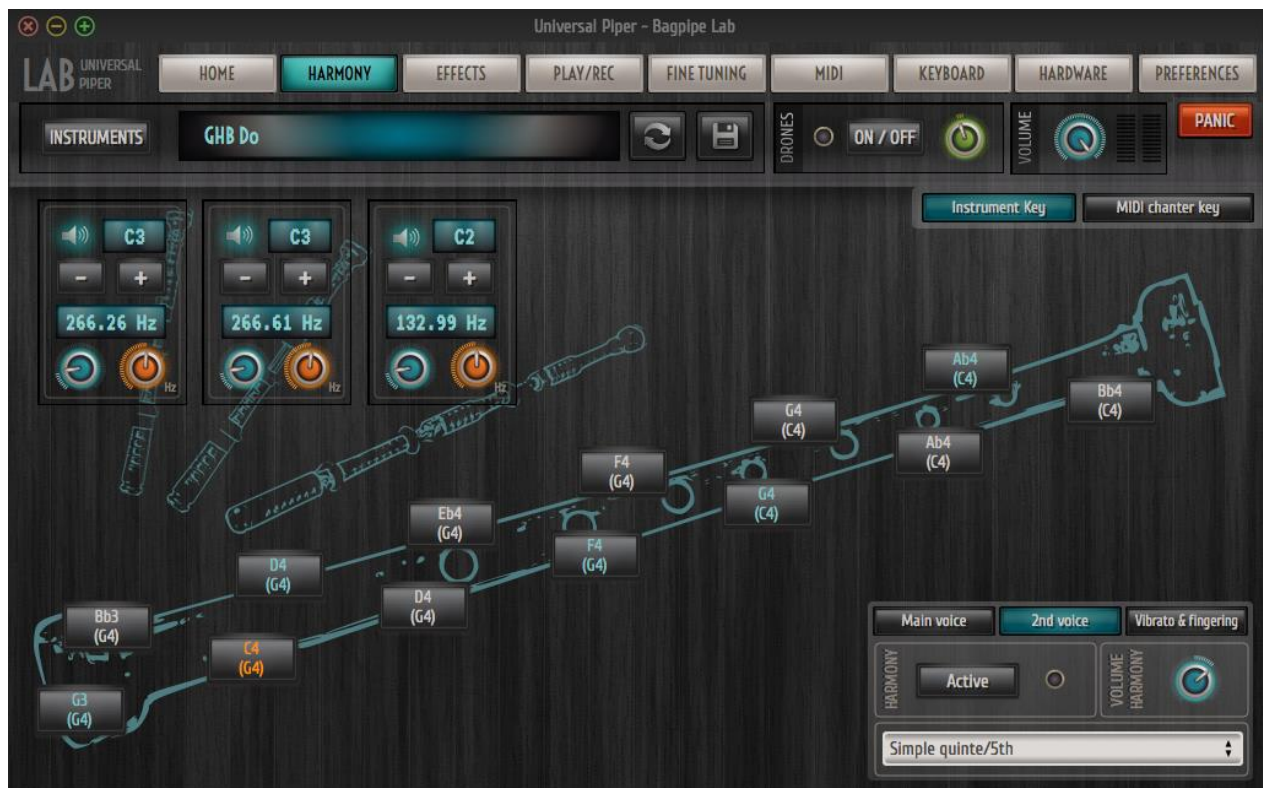 Universal Piper - Bagpipe Lab
LAB UNIVERSAL PIPER
HOME
HARMONY
EFFECTS
PLAY/REC
FINE TUNING
MIDI
KEYBOARD
HARDWARE
PREFERENCES
INSTRUMENTS
GHB Do
DRONES
ON / OFF
VOLUME
PANIC
Instrument Key
MIDI chanter key
C3
-
+
266.26 Hz
Hz
C3
-
+
266.61 Hz
Hz
C2
-
+
132.99 Hz
Hz
Ab4
(C4)
Bb4
(C4)
G4
(C4)
Ab4
(C4)
F4
(G4)
G4
(C4)
Eb4
(G4)
F4
(G4)
D4
(G4)
D4
(G4)
Bb3
(G4)
C4
(G4)
G3
(G4)
Main voice
2nd voice
Vibrato & fingering
HARMONY
Active
VOLUME
HARMONY
Simple quinte/5th